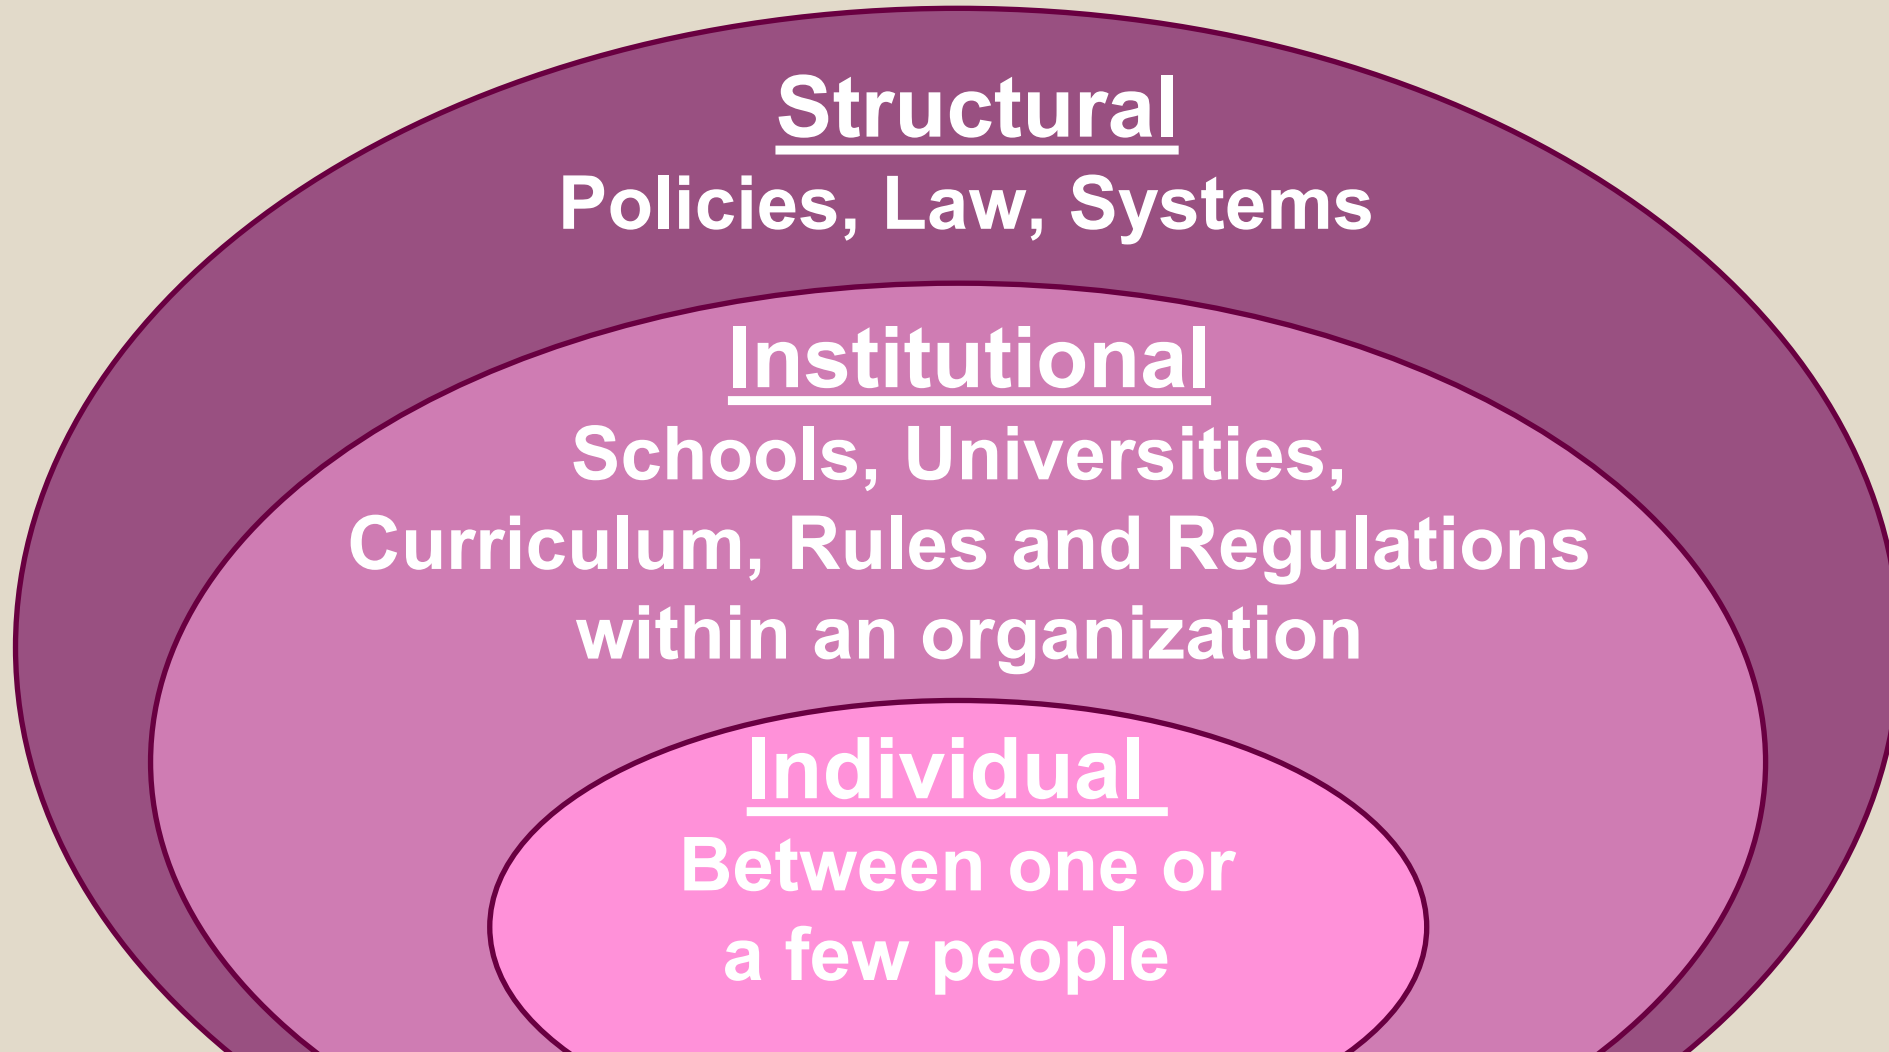 Structural
Policies, Law, Systems
Institutional
Schools, Universities,
Curriculum, Rules and Regulations
within an organization
Individual
Between one or
a few people